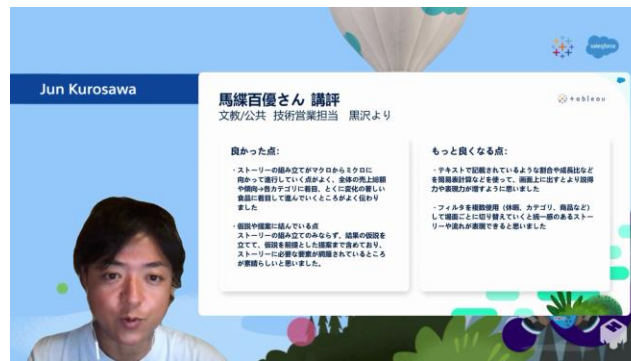 salesforce
Jun Kurosawa
馬緤百優さん 講評
文教/公共 技術営業担当 黒沢より
+ableau
良かった点:
・ストーリーの組み立てがマクロからミクロに
向かって進行していく点がよく、全体の売上総額
や傾向→各カテゴリに着目、とくに変化の著しい
食品に着目して進んでいくところがよく伝わり
ました
・仮説や提案に結んでいる点
ストーリーの組み立てのみならず、結果の仮説を
立てて、仮説を前提とした提案まで含めており、
ストーリーに必要な要素が網羅されているところ
が素晴らしいと思いました。
もっと良くなる点:
・テキストで記載されているような割合や成長比など
を簡易表計算などを使って、画面上に出すとより説得
力や表現力が増すように思いました
・フィルタを複数使用（休暇、カテゴリ、商品など）
して場面ごとに切り替えていくと統一感のあるストー
リーや流れが表現できると思いました